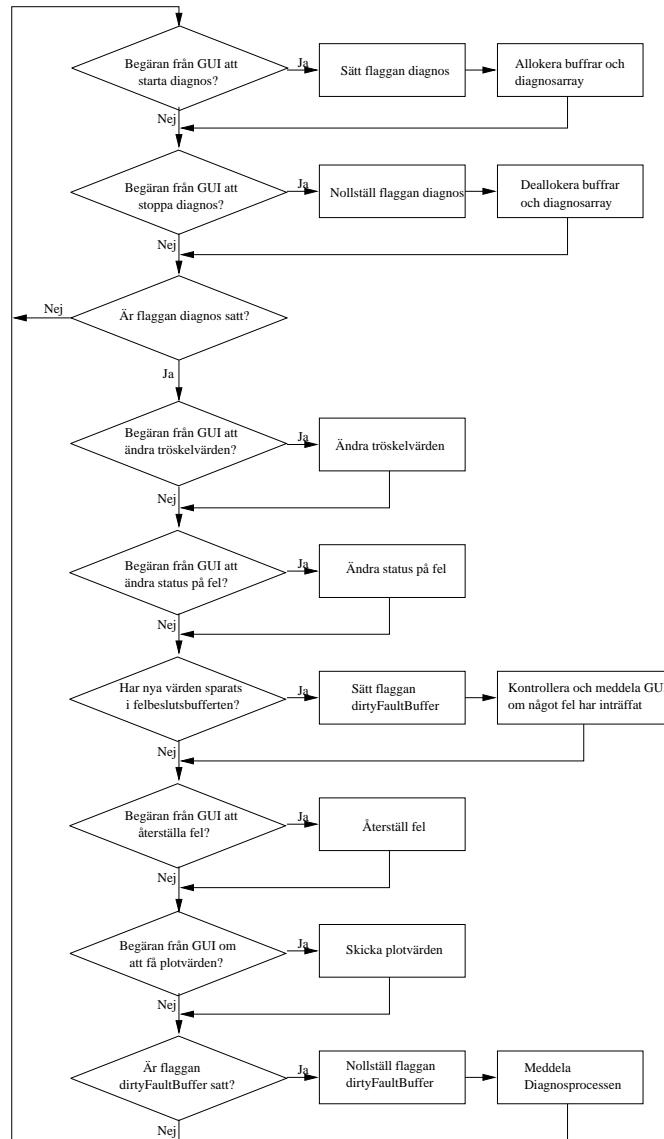 Begäran från GUI att
starta diagnos?
Ja
Sätt flaggan diagnos
Allokera buffrar och
diagnosarray
Nej
Begäran från GUI att
stoppa diagnos?
Ja
Nollställ flaggan diagnos
Deallokera buffrar
och diagnosarray
Nej
Är flaggan diagnos satt?
Nej
Ja
Begäran från GUI att
ändra tröskelvärden?
Ja
Ändra tröskelvärden
Nej
Begäran från GUI att
ändra status på fel?
Ja
Ändra status på fel
Nej
Har nya värden sparats
i felbeslutsbufferten?
Ja
Sätt flaggan
dirtyFaultBuffer
Kontrollera och meddela GUI
om något fel har inträffat
Nej
Begäran från GUI att
återställa fel?
Ja
Återställ fel
Nej
Begäran från GUI om
att få plotvärden?
Ja
Skicka plotvärden
Nej
Är flaggan
dirtyFaultBuffer satt?
Ja
Nollställ flaggan
dirtyFaultBuffer
Meddela
Diagnosprocessen
Nej